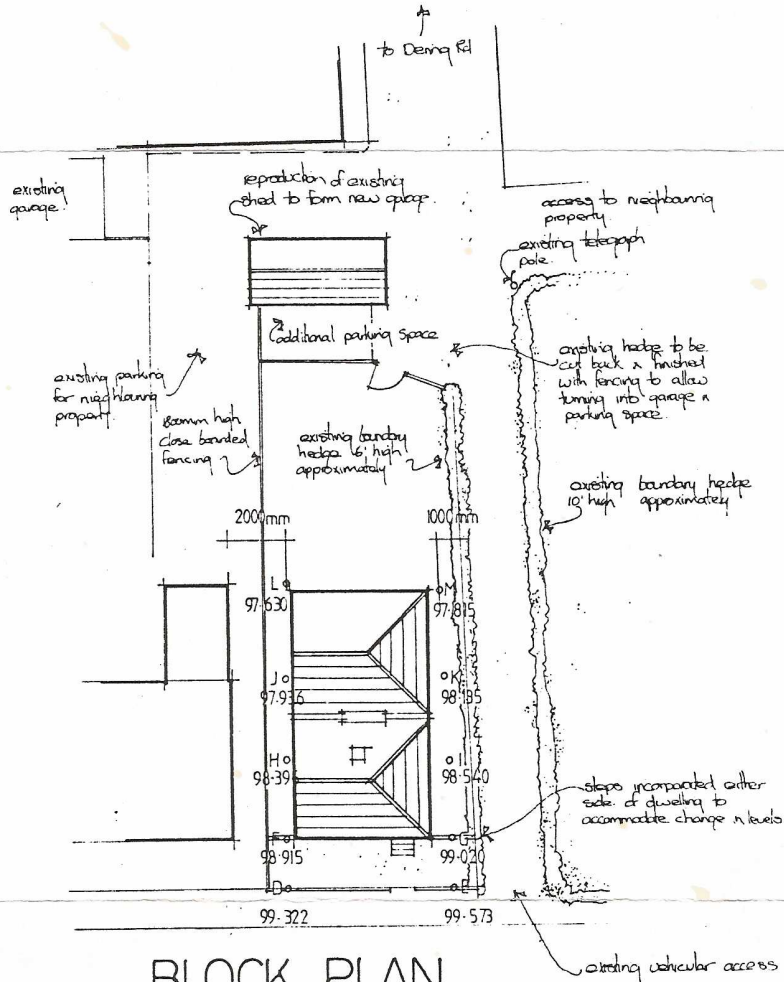 to Dering Rd
existing
garage.
reproduction of existing
shed to form new garage.
access to neighbouring
property.
existing telegraph
pole.
additional parking space
existing hedge to be
cut back & finished
with fencing to allow
turning into garage &
parking space.
existing parking
for neighbouring
property
1800mm high
close boarded
fencing
existing boundary
hedge 6' high
approximately
existing boundary hedge
10' high approximately
2000mm
1000mm
L
97·630
M
97·815
J
97·936
K
98·135
H
I
98·540
steps incorporated either
side of dwelling to
accommodate change in levels
F
98·915
G
99·020
D
E
99·322
99·573
BLOCK PLAN
existing vehicular access